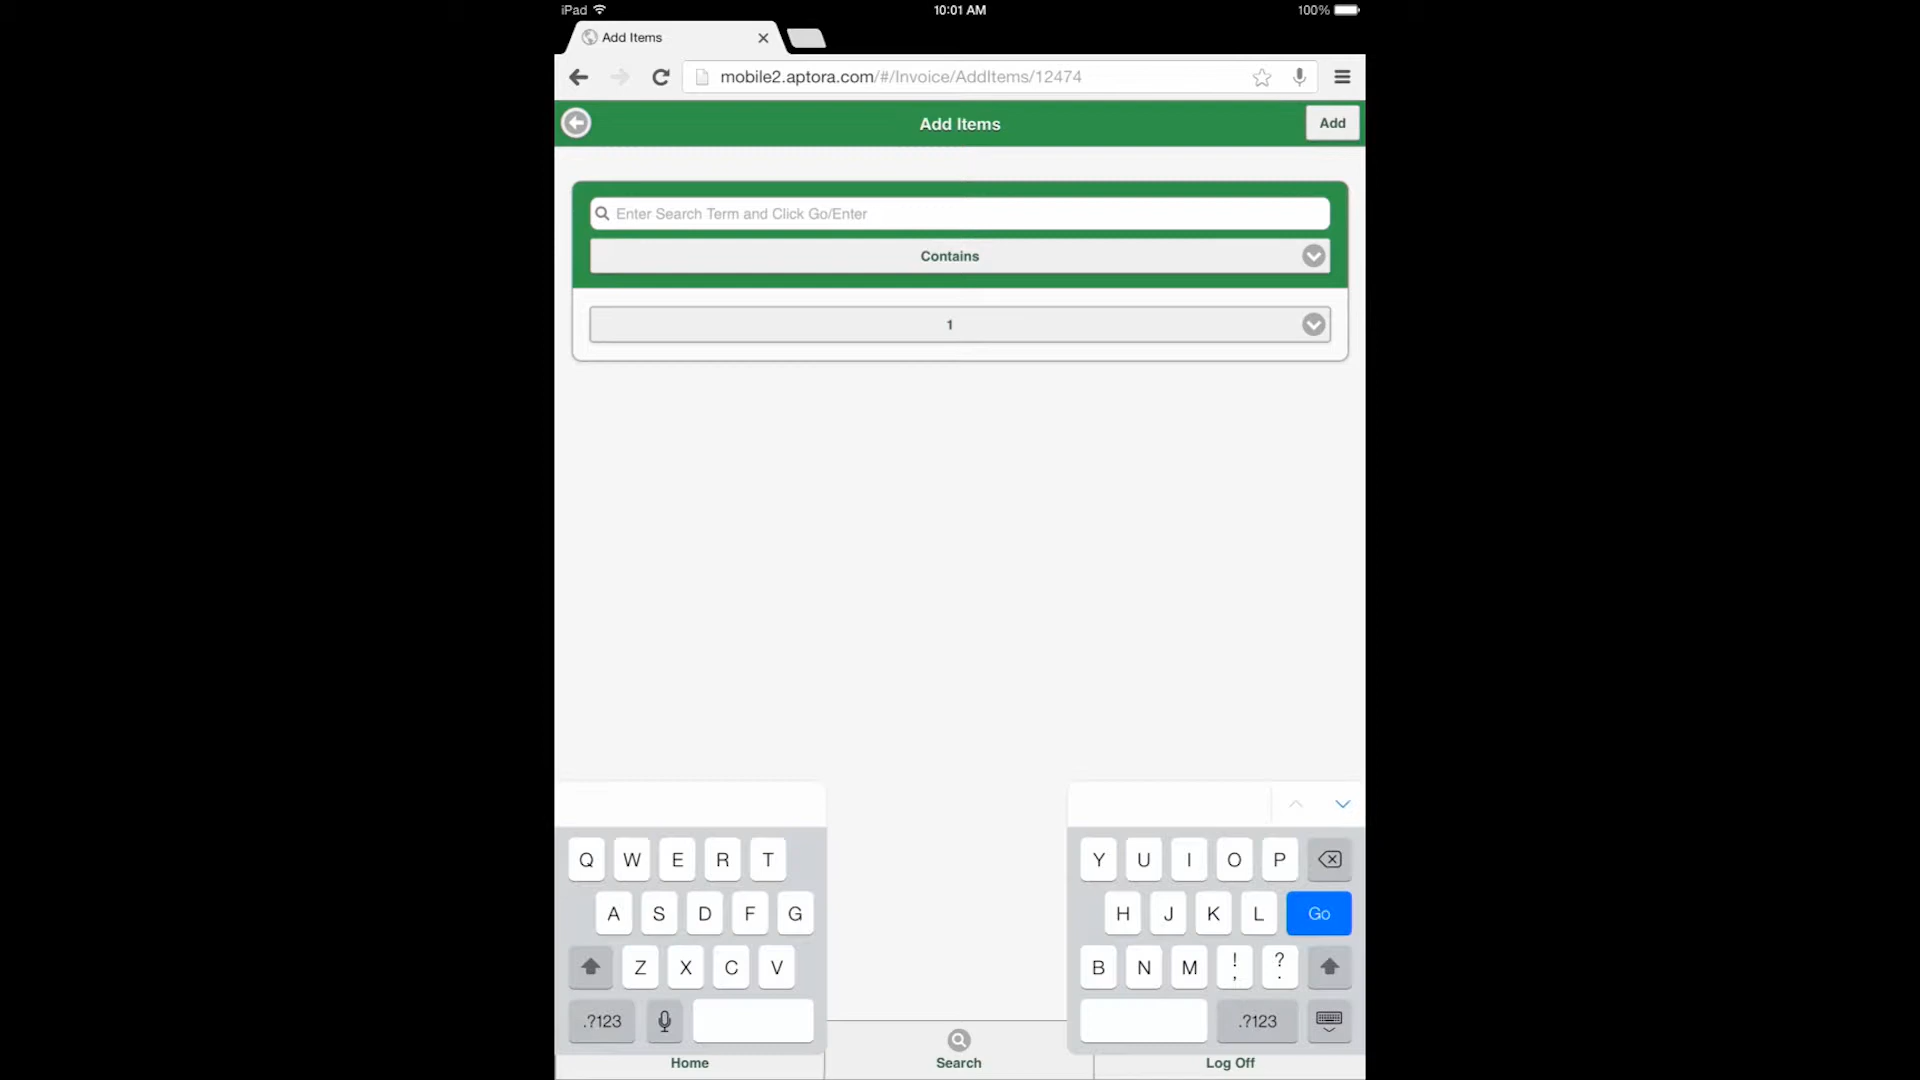 iPad 10:01 AM 100%
Add Items
mobile2.aptora.com/#/Invoice/AddItems/12474
Add Items Add
Enter Search Term and Click Go/Enter
Contains
1
Q W E R T Y U I O P
A S D F G H J K L Go
Z X C V B N M ! , ? .
.?123 .?123
Home Search Log Off